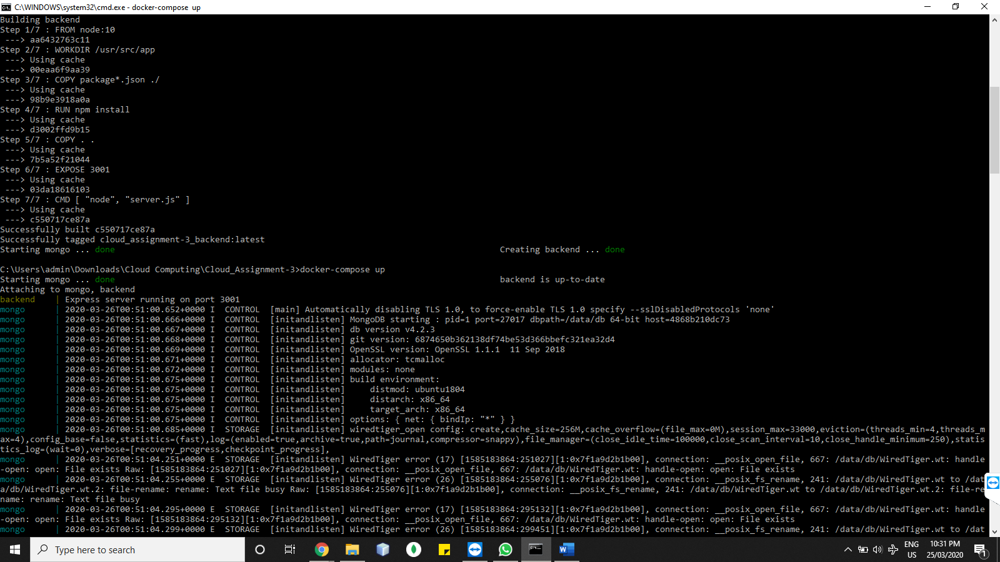 C:\WINDOWS\system32\cmd.exe - docker-compose  up
Building backend
Step 1/7 : FROM node:10
 ---> aa6432763c11
Step 2/7 : WORKDIR /usr/src/app
 ---> Using cache
 ---> 00eaa6f9aa39
Step 3/7 : COPY package*.json ./
 ---> Using cache
 ---> 98b9e3918a0a
Step 4/7 : RUN npm install
 ---> Using cache
 ---> d3002ffd9b15
Step 5/7 : COPY . .
 ---> Using cache
 ---> 7b5a52f21044
Step 6/7 : EXPOSE 3001
 ---> Using cache
 ---> 03da18616103
Step 7/7 : CMD [ "node", "server.js" ]
 ---> Using cache
 ---> c550717ce87a
Successfully built c550717ce87a
Successfully tagged cloud_assignment-3_backend:latest
Starting mongo ... done Creating backend ... done
C:\Users\admin\Downloads\Cloud Computing\Cloud_Assignment-3>docker-compose up
Starting mongo ... done backend is up-to-date
Attaching to mongo, backend
backend    | Express server running on port 3001
mongo      | 2020-03-26T00:51:00.652+0000 I  CONTROL  [main] Automatically disabling TLS 1.0, to force-enable TLS 1.0 specify --sslDisabledProtocols 'none'
mongo      | 2020-03-26T00:51:00.666+0000 I  CONTROL  [initandlisten] MongoDB starting : pid=1 port=27017 dbpath=/data/db 64-bit host=4868b210dc73
mongo      | 2020-03-26T00:51:00.667+0000 I  CONTROL  [initandlisten] db version v4.2.3
mongo      | 2020-03-26T00:51:00.668+0000 I  CONTROL  [initandlisten] git version: 6874650b362138df74be53d366bbefc321ea32d4
mongo      | 2020-03-26T00:51:00.669+0000 I  CONTROL  [initandlisten] OpenSSL version: OpenSSL 1.1.1  11 Sep 2018
mongo      | 2020-03-26T00:51:00.671+0000 I  CONTROL  [initandlisten] allocator: tcmalloc
mongo      | 2020-03-26T00:51:00.672+0000 I  CONTROL  [initandlisten] modules: none
mongo      | 2020-03-26T00:51:00.675+0000 I  CONTROL  [initandlisten] build environment:
mongo      | 2020-03-26T00:51:00.675+0000 I  CONTROL  [initandlisten]     distmod: ubuntu1804
mongo      | 2020-03-26T00:51:00.675+0000 I  CONTROL  [initandlisten]     distarch: x86_64
mongo      | 2020-03-26T00:51:00.675+0000 I  CONTROL  [initandlisten]     target_arch: x86_64
mongo      | 2020-03-26T00:51:00.675+0000 I  CONTROL  [initandlisten] options: { net: { bindIp: "*" } }
mongo      | 2020-03-26T00:51:00.685+0000 I  STORAGE  [initandlisten] wiredtiger_open config: create,cache_size=256M,cache_overflow=(file_max=0M),session_max=33000,eviction=(threads_min=4,threads_m
ax=4),config_base=false,statistics=(fast),log=(enabled=true,archive=true,path=journal,compressor=snappy),file_manager=(close_idle_time=100000,close_scan_interval=10,close_handle_minimum=250),statis
tics_log=(wait=0),verbose=[recovery_progress,checkpoint_progress],
mongo      | 2020-03-26T00:51:04.251+0000 E  STORAGE  [initandlisten] WiredTiger error (17) [1585183864:251027][1:0x7f1a9d2b1b00], connection: __posix_open_file, 667: /data/db/WiredTiger.wt: handle
-open: open: File exists Raw: [1585183864:251027][1:0x7f1a9d2b1b00], connection: __posix_open_file, 667: /data/db/WiredTiger.wt: handle-open: open: File exists
mongo      | 2020-03-26T00:51:04.255+0000 E  STORAGE  [initandlisten] WiredTiger error (26) [1585183864:255076][1:0x7f1a9d2b1b00], connection: __posix_fs_rename, 241: /data/db/WiredTiger.wt to /dat
a/db/WiredTiger.wt.2: file-rename: rename: Text file busy Raw: [1585183864:255076][1:0x7f1a9d2b1b00], connection: __posix_fs_rename, 241: /data/db/WiredTiger.wt to /data/db/WiredTiger.wt.2: file-re
name: rename: Text file busy
mongo      | 2020-03-26T00:51:04.295+0000 E  STORAGE  [initandlisten] WiredTiger error (17) [1585183864:295132][1:0x7f1a9d2b1b00], connection: __posix_open_file, 667: /data/db/WiredTiger.wt: handle
-open: open: File exists Raw: [1585183864:295132][1:0x7f1a9d2b1b00], connection: __posix_open_file, 667: /data/db/WiredTiger.wt: handle-open: open: File exists
mongo      | 2020-03-26T00:51:04.299+0000 E  STORAGE  [initandlisten] WiredTiger error (26) [1585183864:299451][1:0x7f1a9d2b1b00], connection: __posix_fs_rename, 241: /data/db/WiredTiger.wt to /dat
Type here to search
ENG
US
10:31 PM
25/03/2020
1